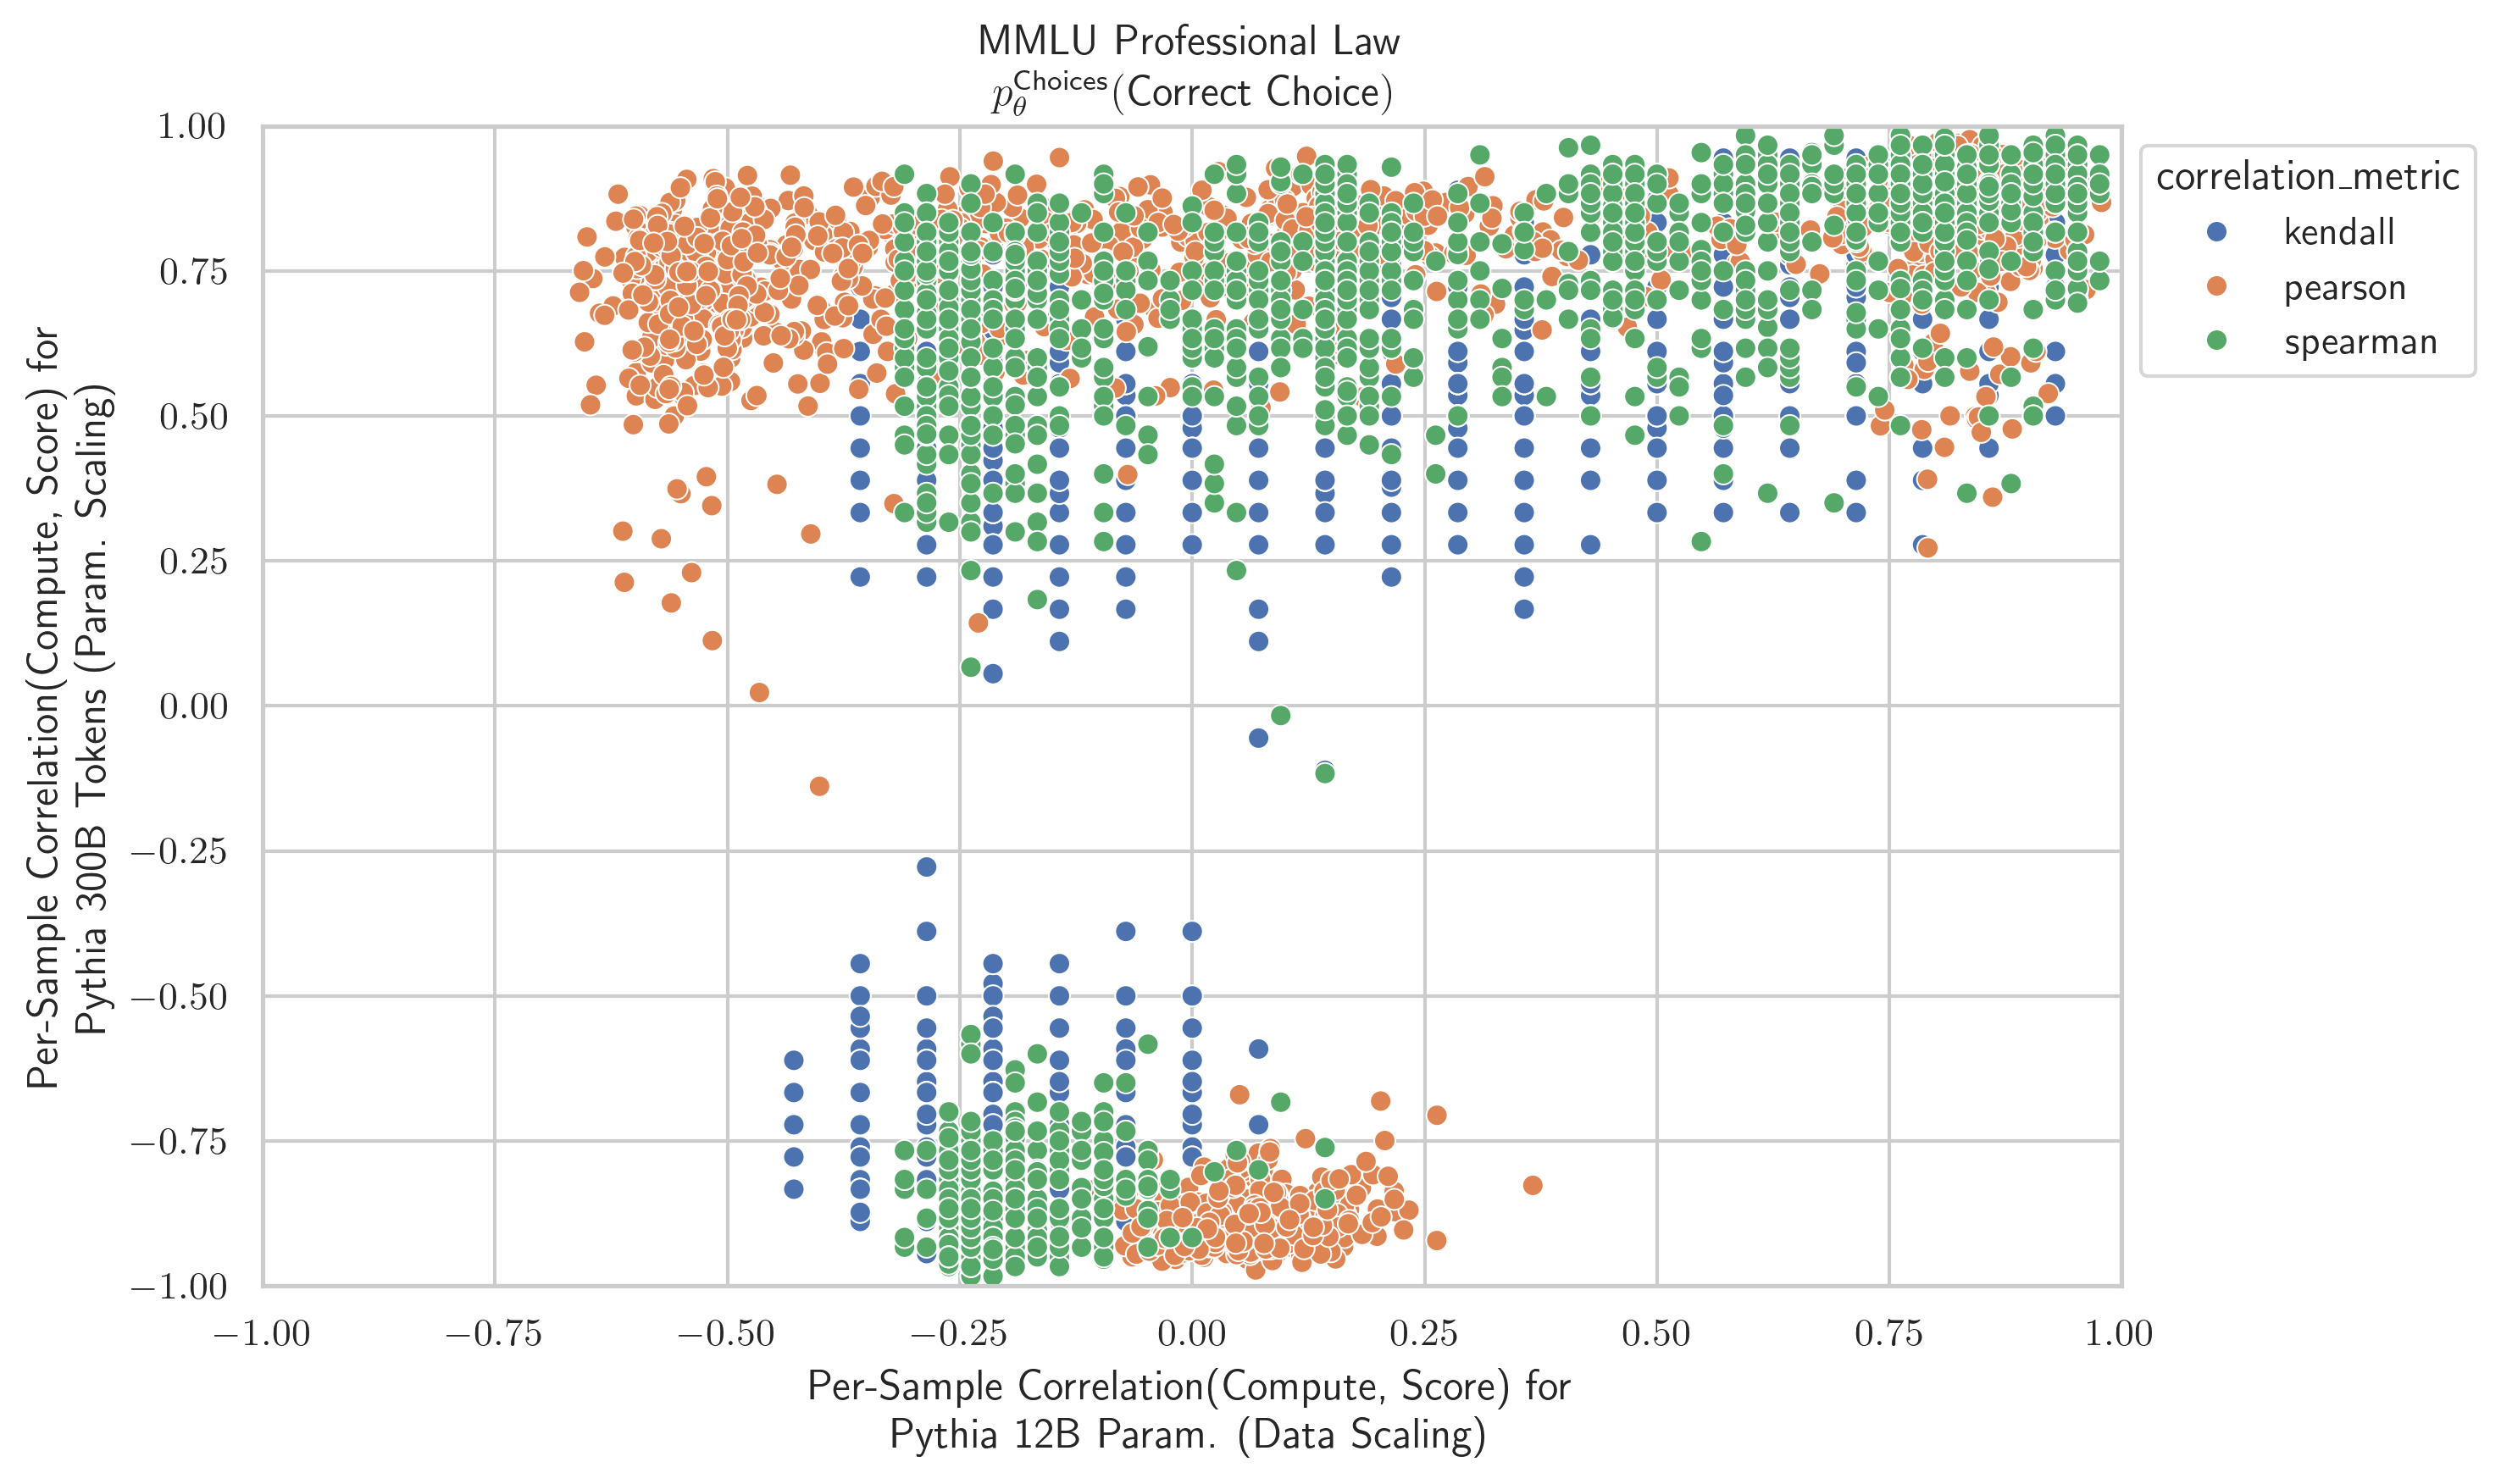 MMLU Professional Law
p_θ^Choices(Correct Choice)
1.00
0.75
0.50
0.25
0.00
−0.25
−0.50
−0.75
−1.00
Per-Sample Correlation(Compute, Score) for
Pythia 300B Tokens (Param. Scaling)
−1.00 −0.75 −0.50 −0.25 0.00 0.25 0.50 0.75 1.00
Per-Sample Correlation(Compute, Score) for
Pythia 12B Param. (Data Scaling)
correlation_metric
kendall
pearson
spearman